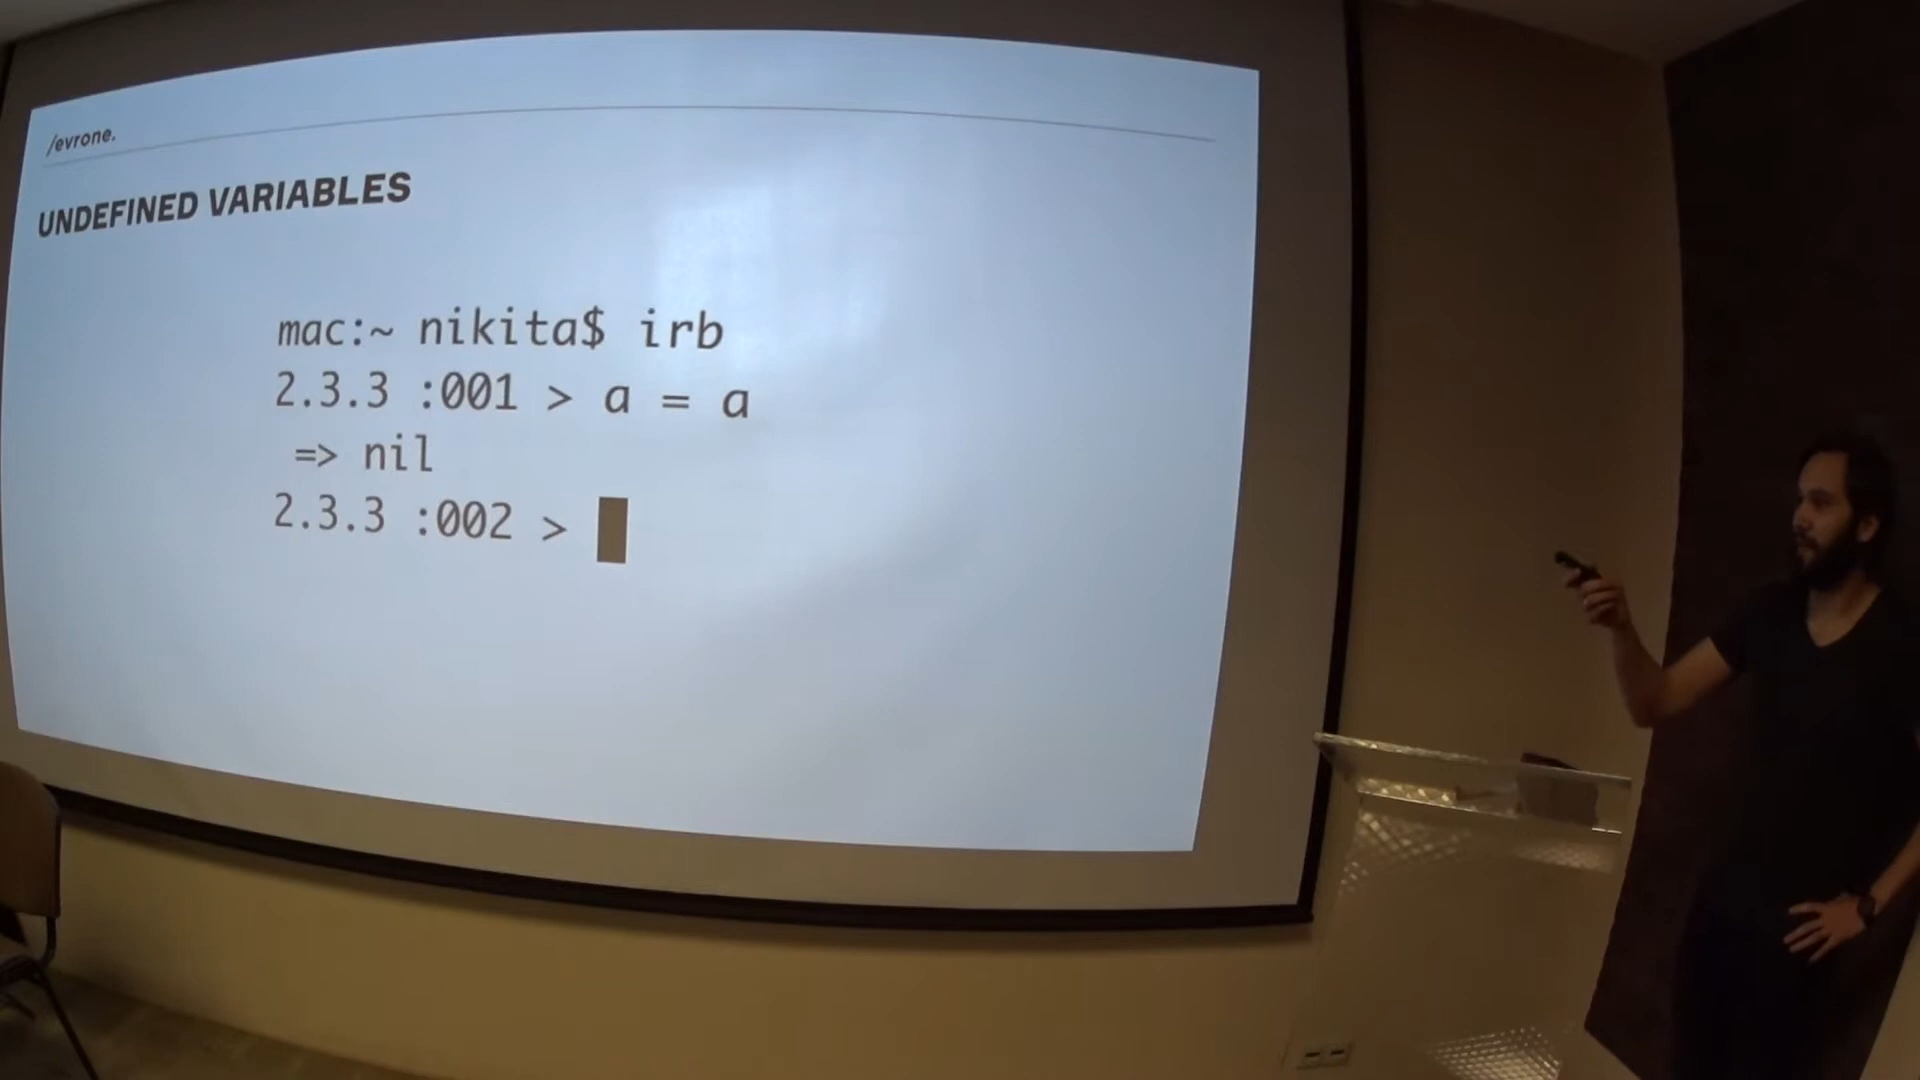 /evrone.
UNDEFINED VARIABLES
mac:~ nikita$ irb
2.3.3 :001 > a = a
=> nil
2.3.3 :002 >